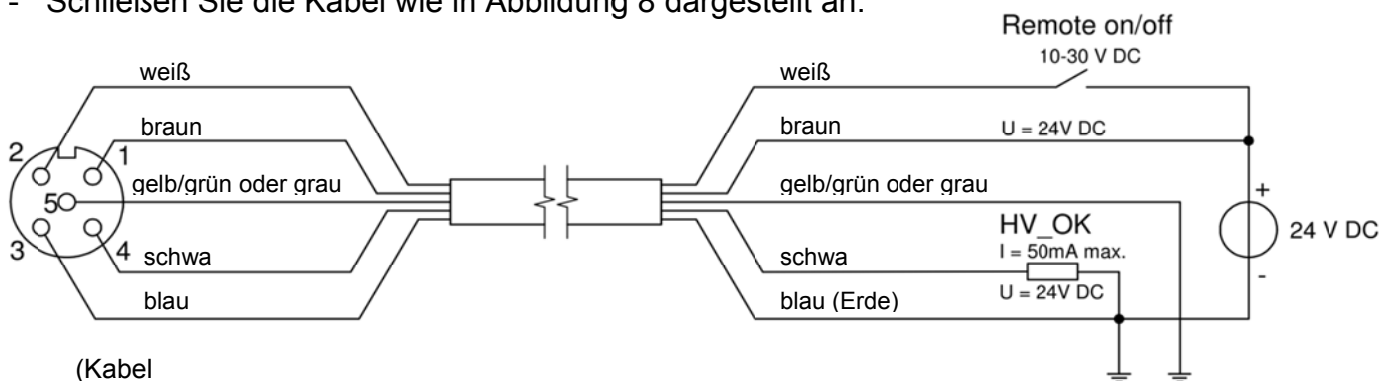 - Schließen Sie die Kabel wie in Abbildung 8 dargestellt an.
Remote on/off
10-30 V DC
weiß
weiß
braun
braun
U = 24V DC
2
1
gelb/grün oder grau
gelb/grün oder grau
5
+
24 V DC
-
HV_OK
I = 50mA max.
U = 24V DC
3
4
schwa
schwa
blau
blau (Erde)
(Kabel